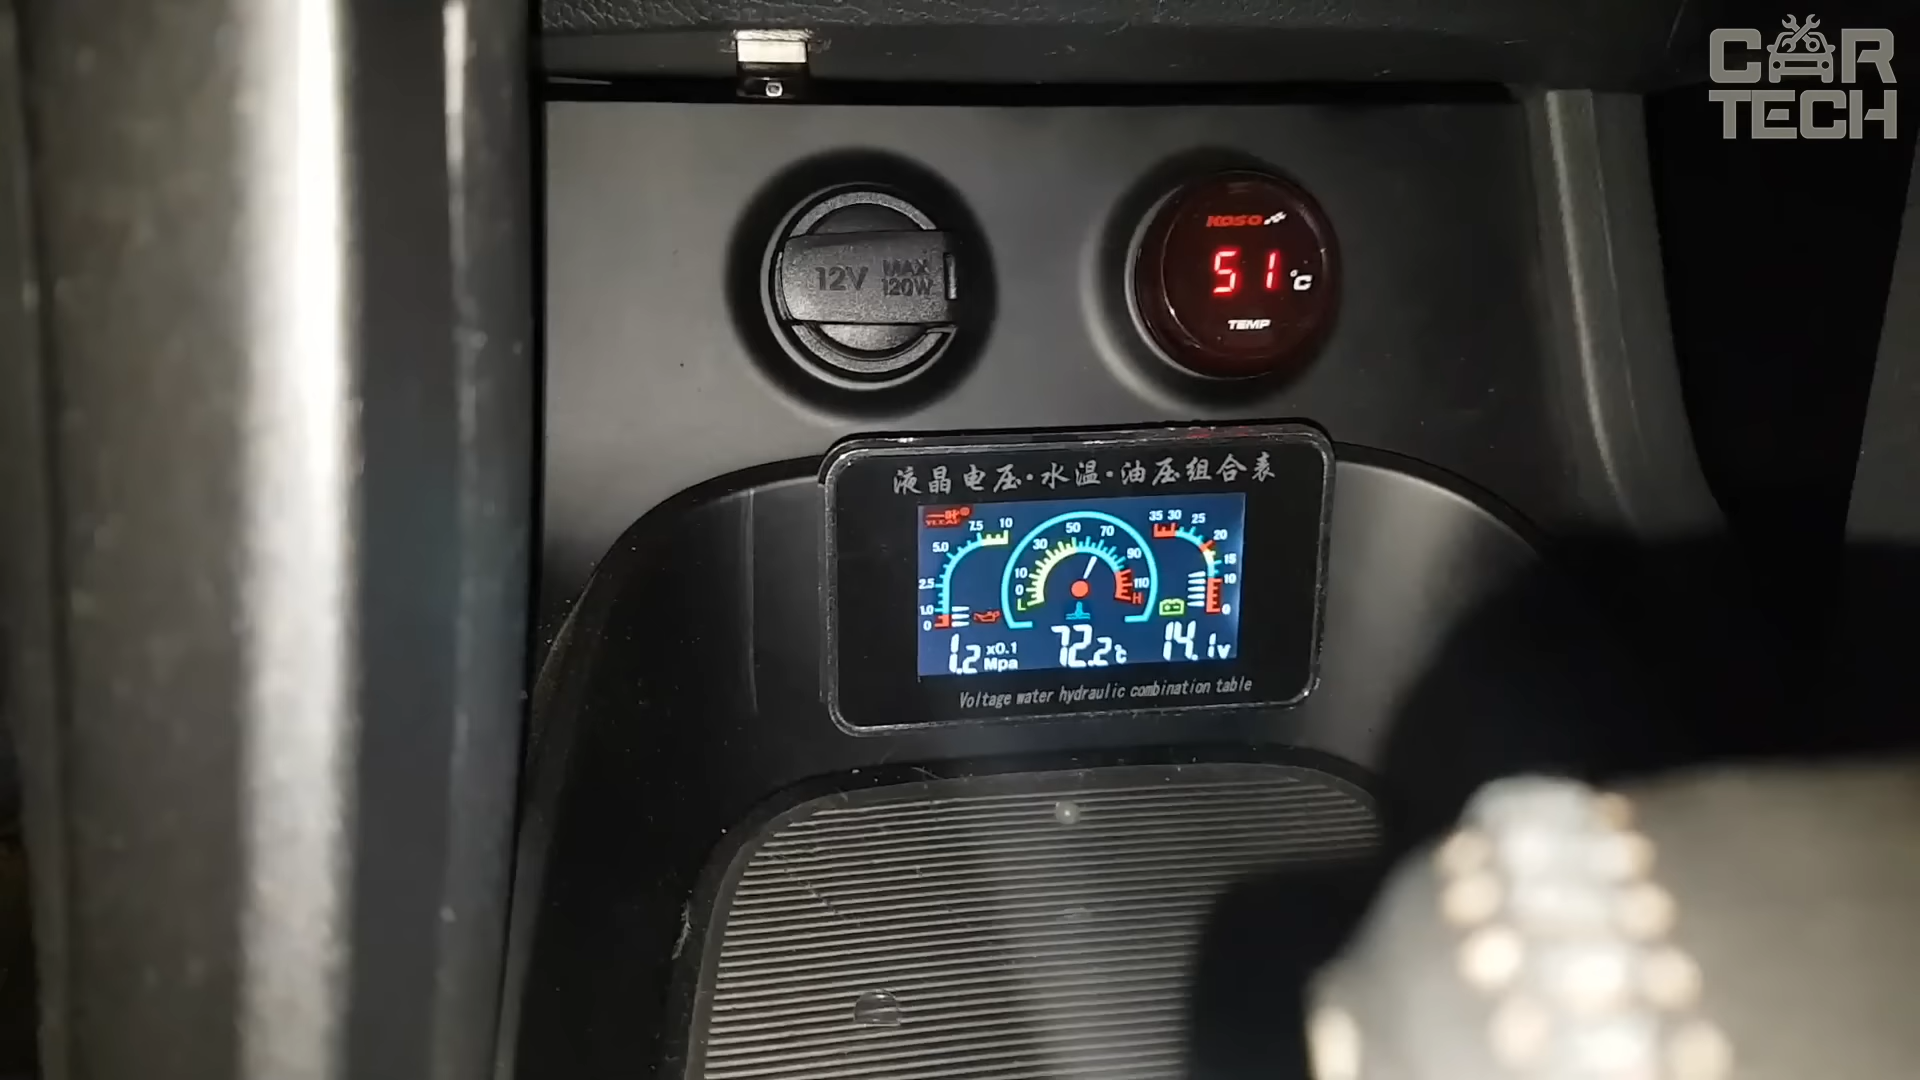 CAR
TECH
KOSO
51 °C
TEMP
12V MAX 120W
液晶电压·水温·油压组合表
7.5 10
5.0
2.5
1.0
0
50 70
30 90
10 110
0
L H
35 30 25
20
15
10
0
1.2 x0.1 Mpa
72.2℃
14.1v
Voltage water hydraulic combination table